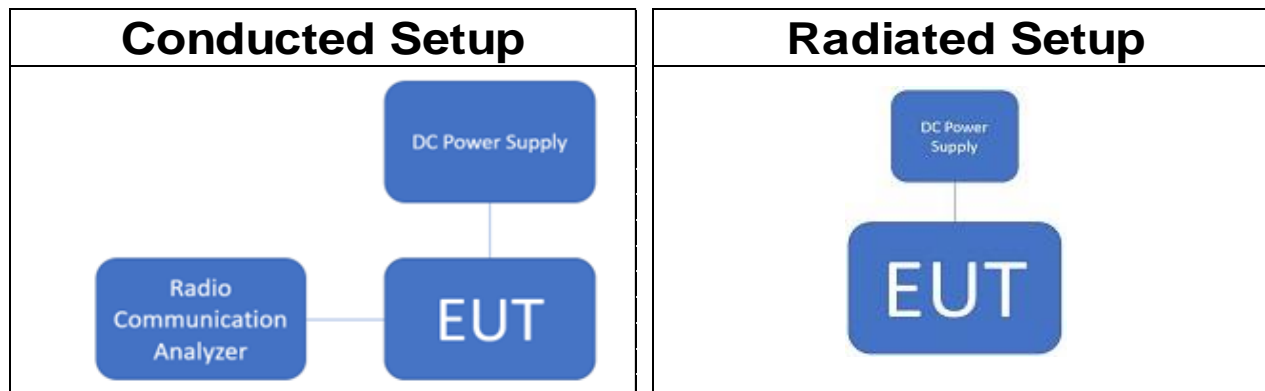 Conducted Setup
DC Power Supply
Radio
Communication
Analyzer
EUT
Radiated Setup
DC Power
Supply
EUT